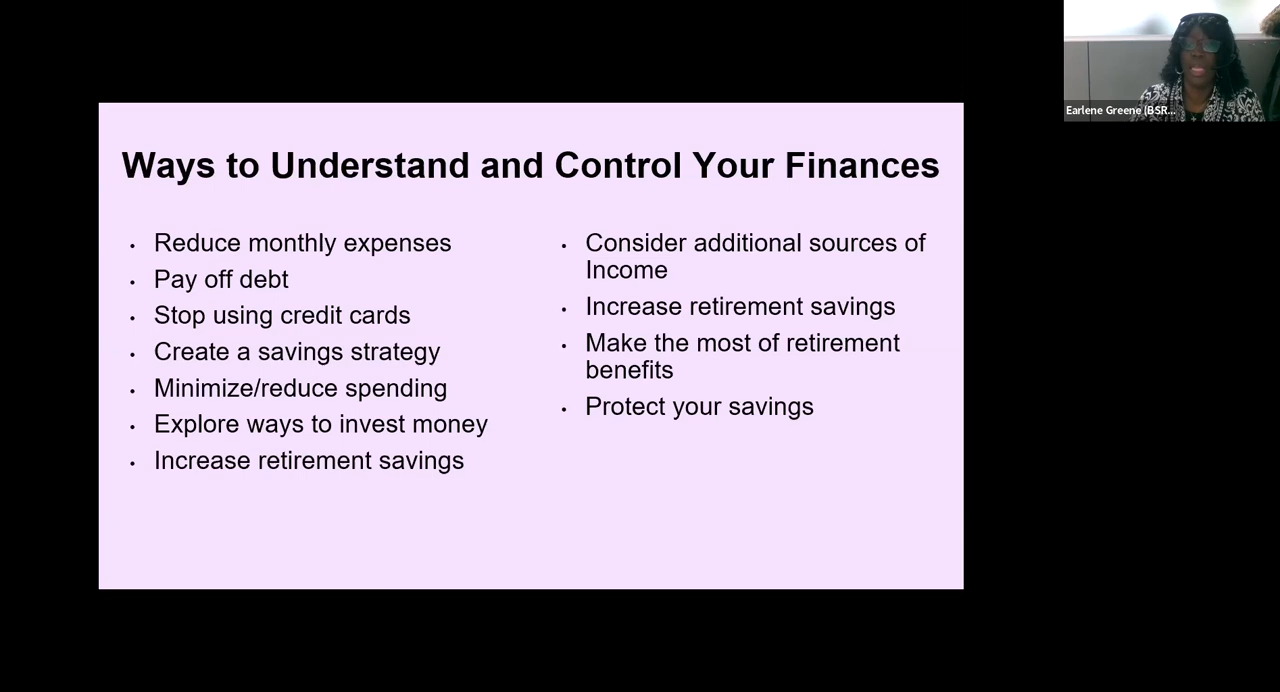 Ways to Understand and Control Your Finances
• Reduce monthly expenses
• Pay off debt
• Stop using credit cards
• Create a savings strategy
• Minimize/reduce spending
• Explore ways to invest money
• Increase retirement savings
• Consider additional sources of
Income
• Increase retirement savings
• Make the most of retirement
benefits
• Protect your savings
Earlene Greene (BSR...